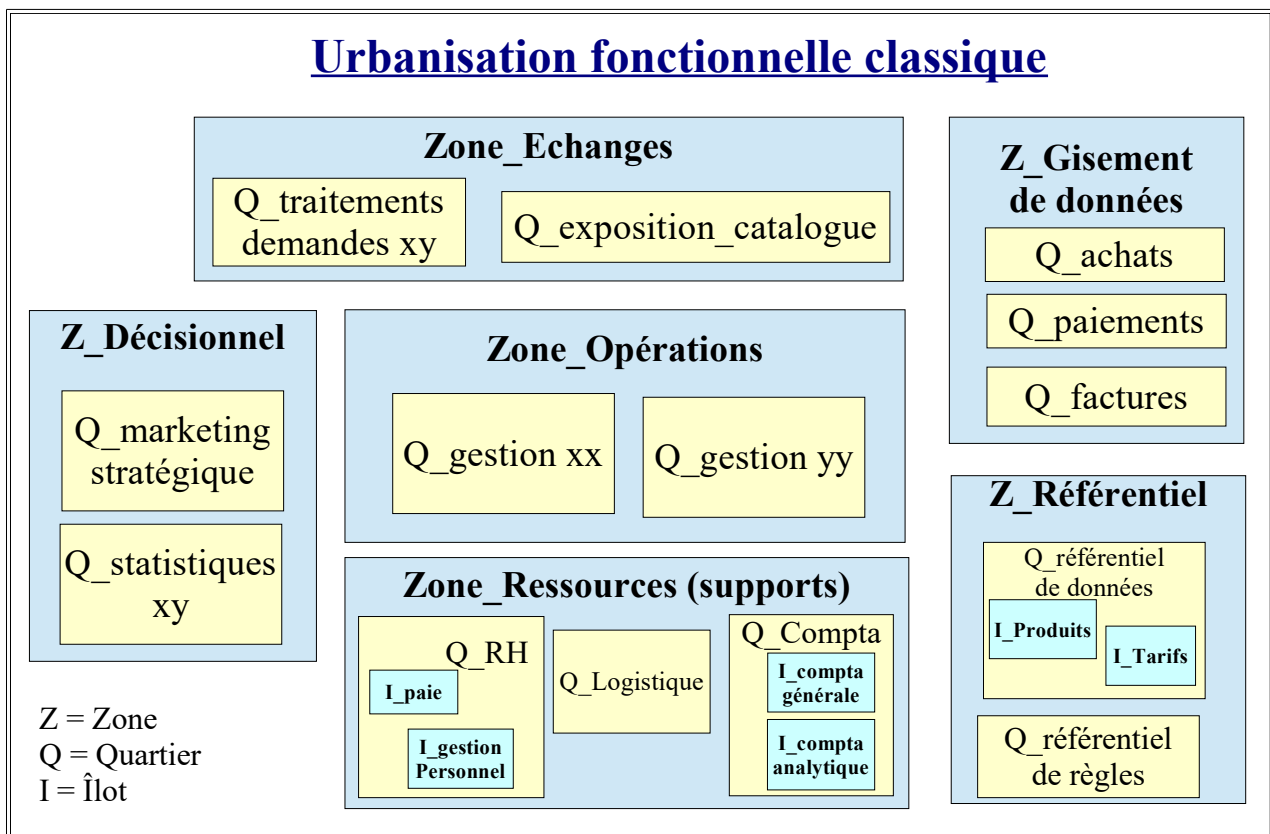 Urbanisation fonctionnelle classique
Zone_Echanges
Q_traitements
demandes xy
Q_exposition_catalogue
Z_Gisement
de données
Q_achats
Q_paiements
Q_factures
Z_Décisionnel
Q_marketing
stratégique
Q_statistiques
xy
Zone_Opérations
Q_gestion xx
Q_gestion yy
Z_Référentiel
Q_référentiel
de données
I_Produits
I_Tarifs
Q_référentiel
de règles
Zone_Ressources (supports)
Q_RH
I_paie
I_gestion
Personnel
Q_Logistique
Q_Compta
I_compta
générale
I_compta
analytique
Z = Zone
Q = Quartier
I = Îlot